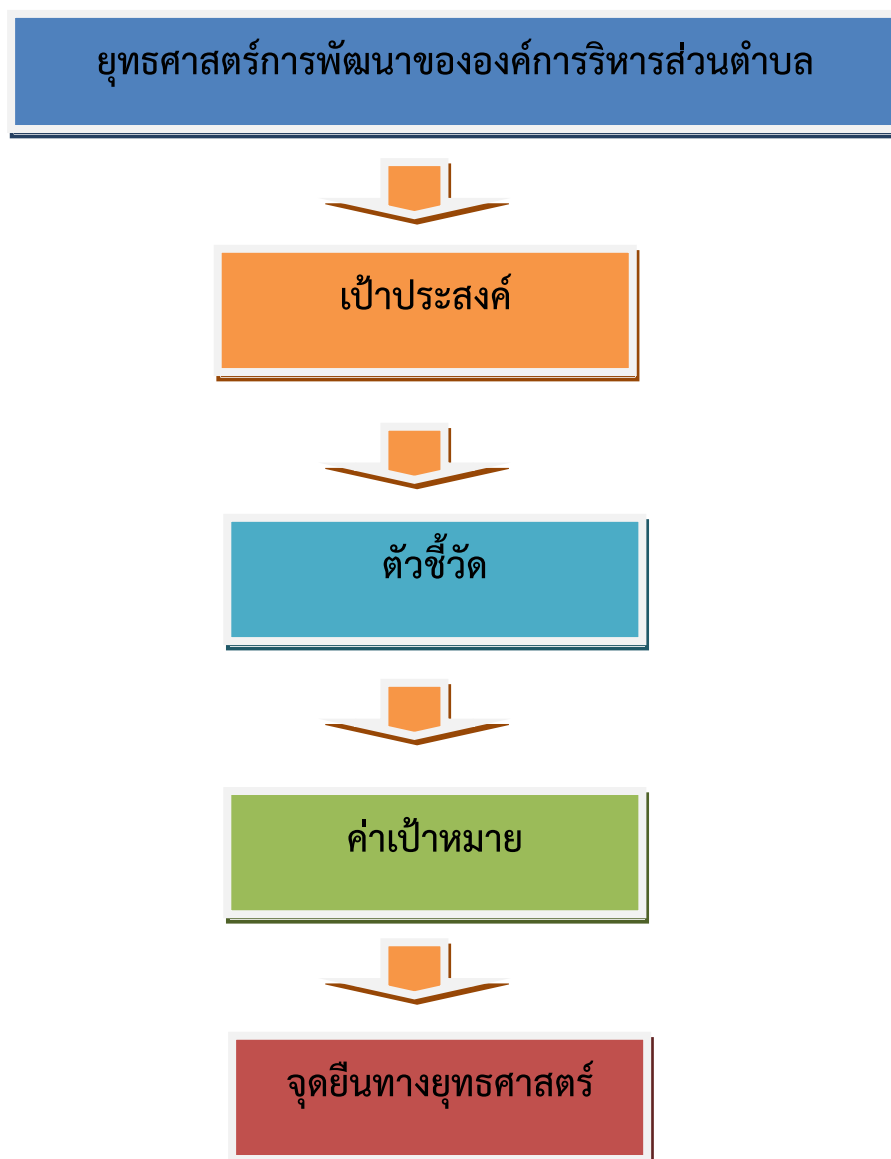 ยุทธศาสตร์การพัฒนาขององค์การริหารส่วนตำบล
เป้าประสงค์
ตัวชี้วัด
ค่าเป้าหมาย
จุดยืนทางยุทธศาสตร์